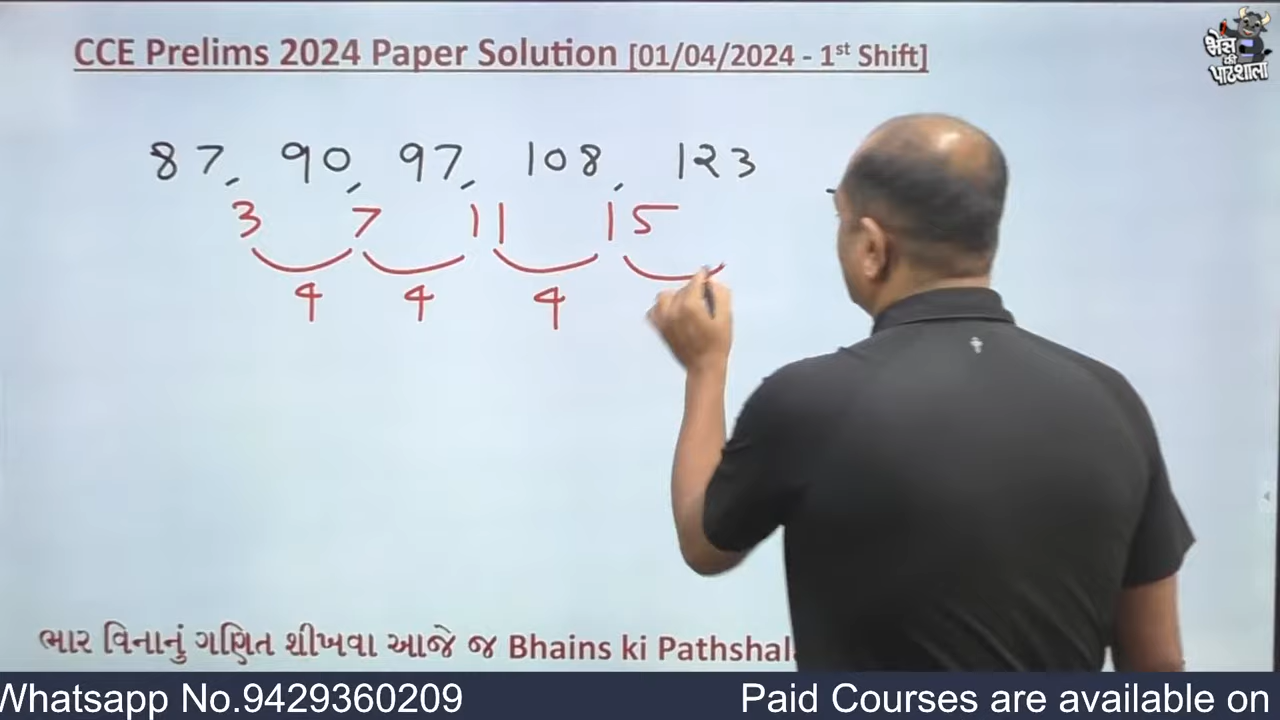 CCE Prelims 2024 Paper Solution [01/04/2024 - 1st Shift]
भैंस
की
पाठशाला
87, 90, 97, 108, 123
3 7 11 15
4 4 4
ભાર વિનાનું ગણિત શીખવા આજે જ Bhains ki Pathshal
Whatsapp No.9429360209 Paid Courses are available on